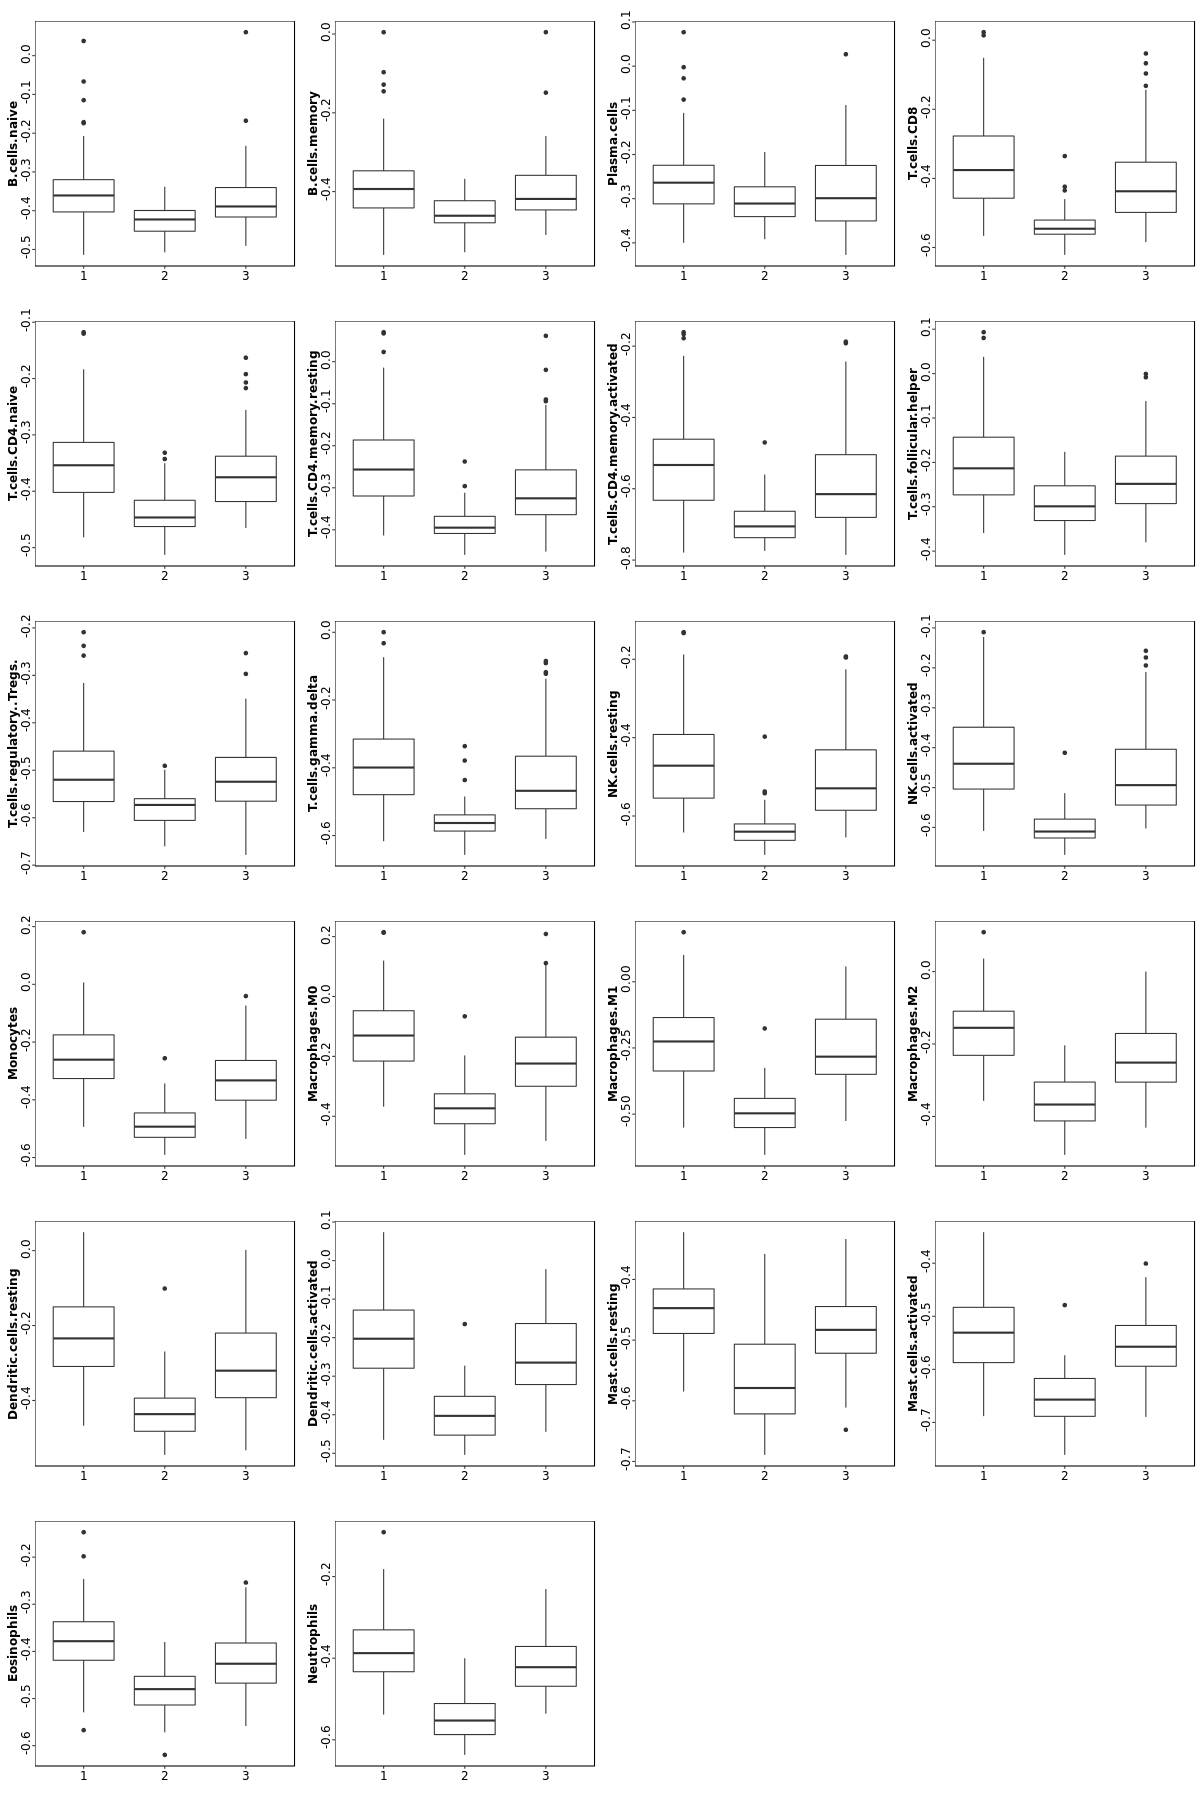 B.cells.naive
0.0
-0.1
-0.2
-0.3
-0.4
-0.5
1 2 3
B.cells.memory
0.0
-0.2
-0.4
1 2 3
Plasma.cells
0.1
0.0
-0.1
-0.2
-0.3
-0.4
1 2 3
T.cells.CD8
0.0
-0.2
-0.4
-0.6
1 2 3
T.cells.CD4.naive
-0.1
-0.2
-0.3
-0.4
-0.5
1 2 3
T.cells.CD4.memory.resting
0.0
-0.1
-0.2
-0.3
-0.4
1 2 3
T.cells.CD4.memory.activated
-0.2
-0.4
-0.6
-0.8
1 2 3
T.cells.follicular.helper
0.1
0.0
-0.1
-0.2
-0.3
-0.4
1 2 3
T.cells.regulatory..Tregs.
-0.2
-0.3
-0.4
-0.5
-0.6
-0.7
1 2 3
T.cells.gamma.delta
0.0
-0.2
-0.4
-0.6
1 2 3
NK.cells.resting
-0.2
-0.4
-0.6
1 2 3
NK.cells.activated
-0.1
-0.2
-0.3
-0.4
-0.5
-0.6
1 2 3
Monocytes
0.2
0.0
-0.2
-0.4
-0.6
1 2 3
Macrophages.M0
0.2
0.0
-0.2
-0.4
1 2 3
Macrophages.M1
0.00
-0.25
-0.50
1 2 3
Macrophages.M2
0.0
-0.2
-0.4
1 2 3
Dendritic.cells.resting
0.0
-0.2
-0.4
1 2 3
Dendritic.cells.activated
0.1
0.0
-0.1
-0.2
-0.3
-0.4
-0.5
1 2 3
Mast.cells.resting
-0.4
-0.5
-0.6
-0.7
1 2 3
Mast.cells.activated
-0.4
-0.5
-0.6
-0.7
1 2 3
Eosinophils
-0.2
-0.3
-0.4
-0.5
-0.6
1 2 3
Neutrophils
-0.2
-0.4
-0.6
1 2 3